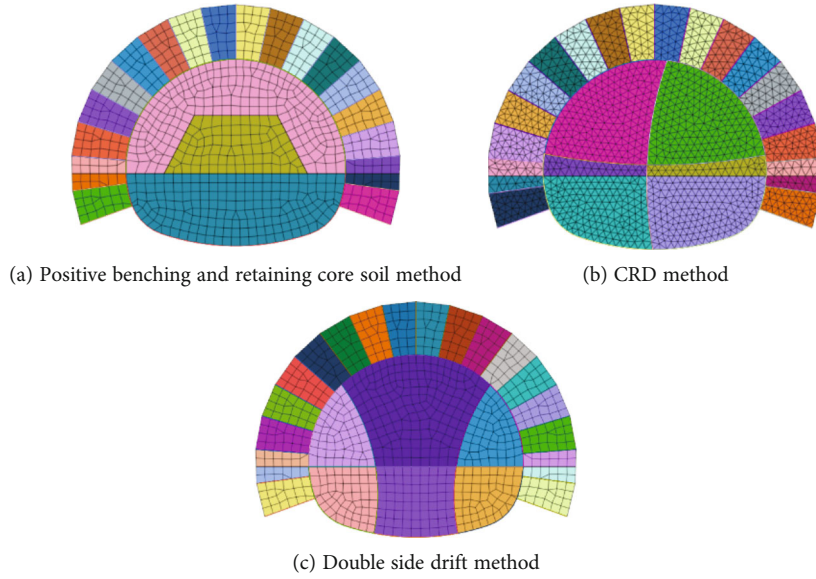 (a) Positive benching and retaining core soil method
(b) CRD method
(c) Double side drift method